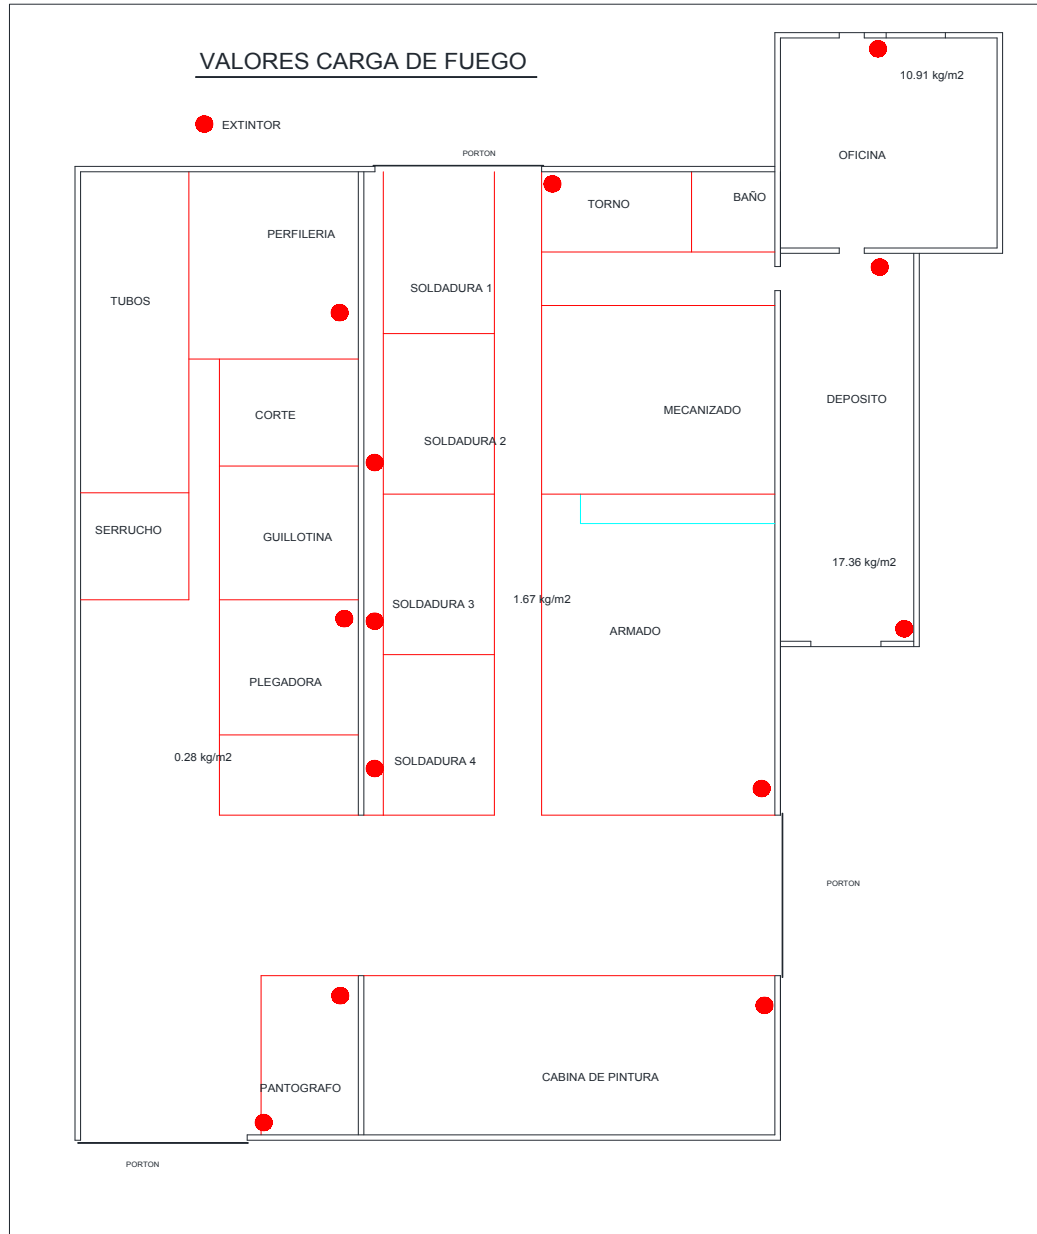 VALORES CARGA DE FUEGO
10.91 kg/m2
EXTINTOR
PORTON
OFICINA
BAÑO
TORNO
PERFILERIA
SOLDADURA 1
TUBOS
DEPOSITO
MECANIZADO
CORTE
SOLDADURA 2
SERRUCHO
GUILLOTINA
17.36 kg/m2
1.67 kg/m2
SOLDADURA 3
ARMADO
PLEGADORA
0.28 kg/m2
SOLDADURA 4
PORTON
CABINA DE PINTURA
PANTOGRAFO
PORTON